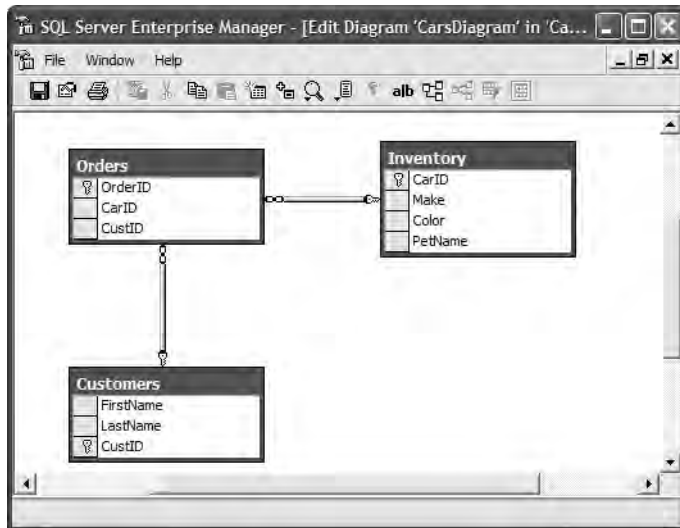 SQL Server Enterprise Manager - [Edit Diagram 'CarsDiagram' in 'Ca...
File Window Help
alb
Orders
OrderID
CarID
CustID
Inventory
CarID
Make
Color
PetName
Customers
FirstName
LastName
CustID